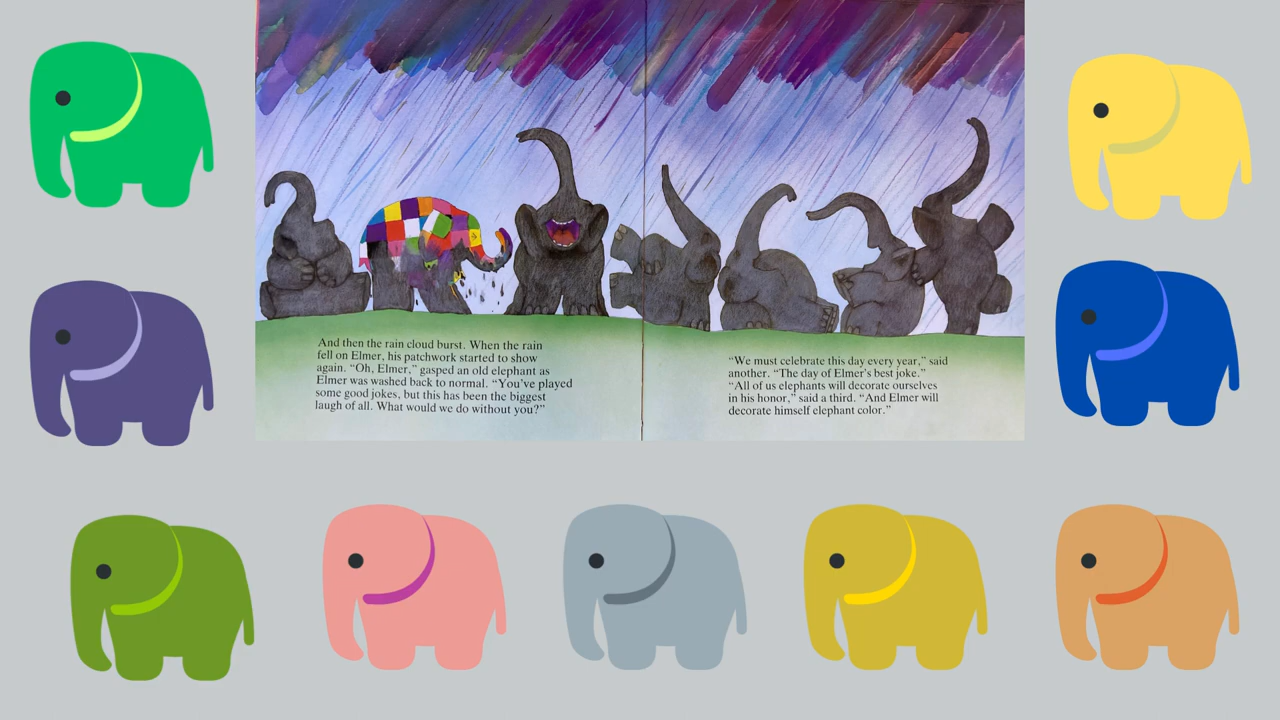 And then the rain cloud burst. When the rain
fell on Elmer, his patchwork started to show
again. “Oh, Elmer,” gasped an old elephant as
Elmer was washed back to normal. “You’ve played
some good jokes, but this has been the biggest
laugh of all. What would we do without you?”
“We must celebrate this day every year,” said
another. “The day of Elmer’s best joke.”
“All of us elephants will decorate ourselves
in his honor,” said a third. “And Elmer will
decorate himself elephant color.”